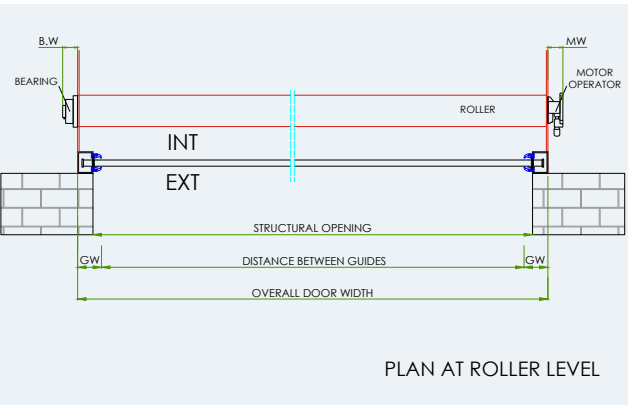 B.W
MW
BEARING
MOTOR
OPERATOR
ROLLER
INT
EXT
STRUCTURAL OPENING
GW
DISTANCE BETWEEN GUIDES
GW
OVERALL DOOR WIDTH
PLAN AT ROLLER LEVEL